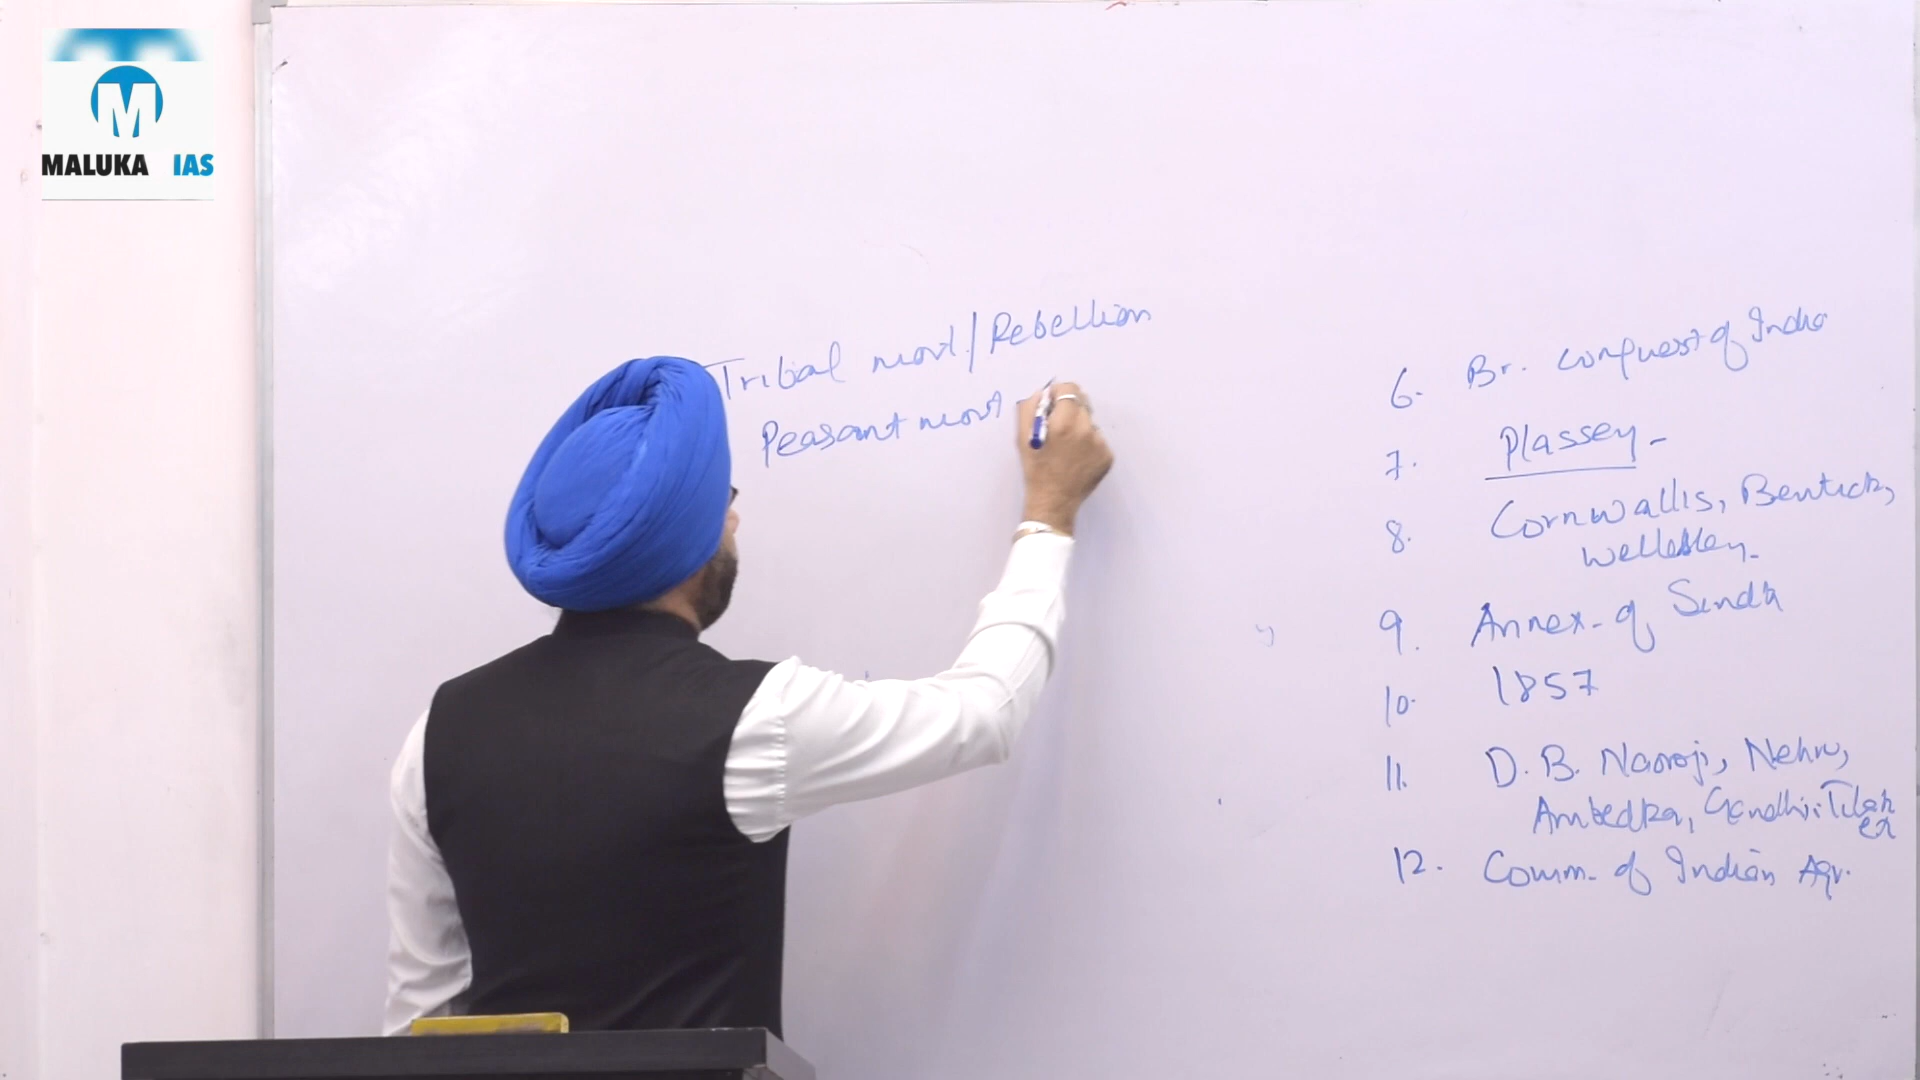 MALUKA IAS
Tribal movt/Rebellion
Peasant movt -
6. Br. conquest of India
7. Plassey -
8. Cornwallis, Bentick,
Wellesley -
9. Annex. of Sindh
10. 1857
11. D. B. Naoroji, Nehru,
Ambedkar, Gandhiji, Tilak
12. Comm. of Indian Agr.